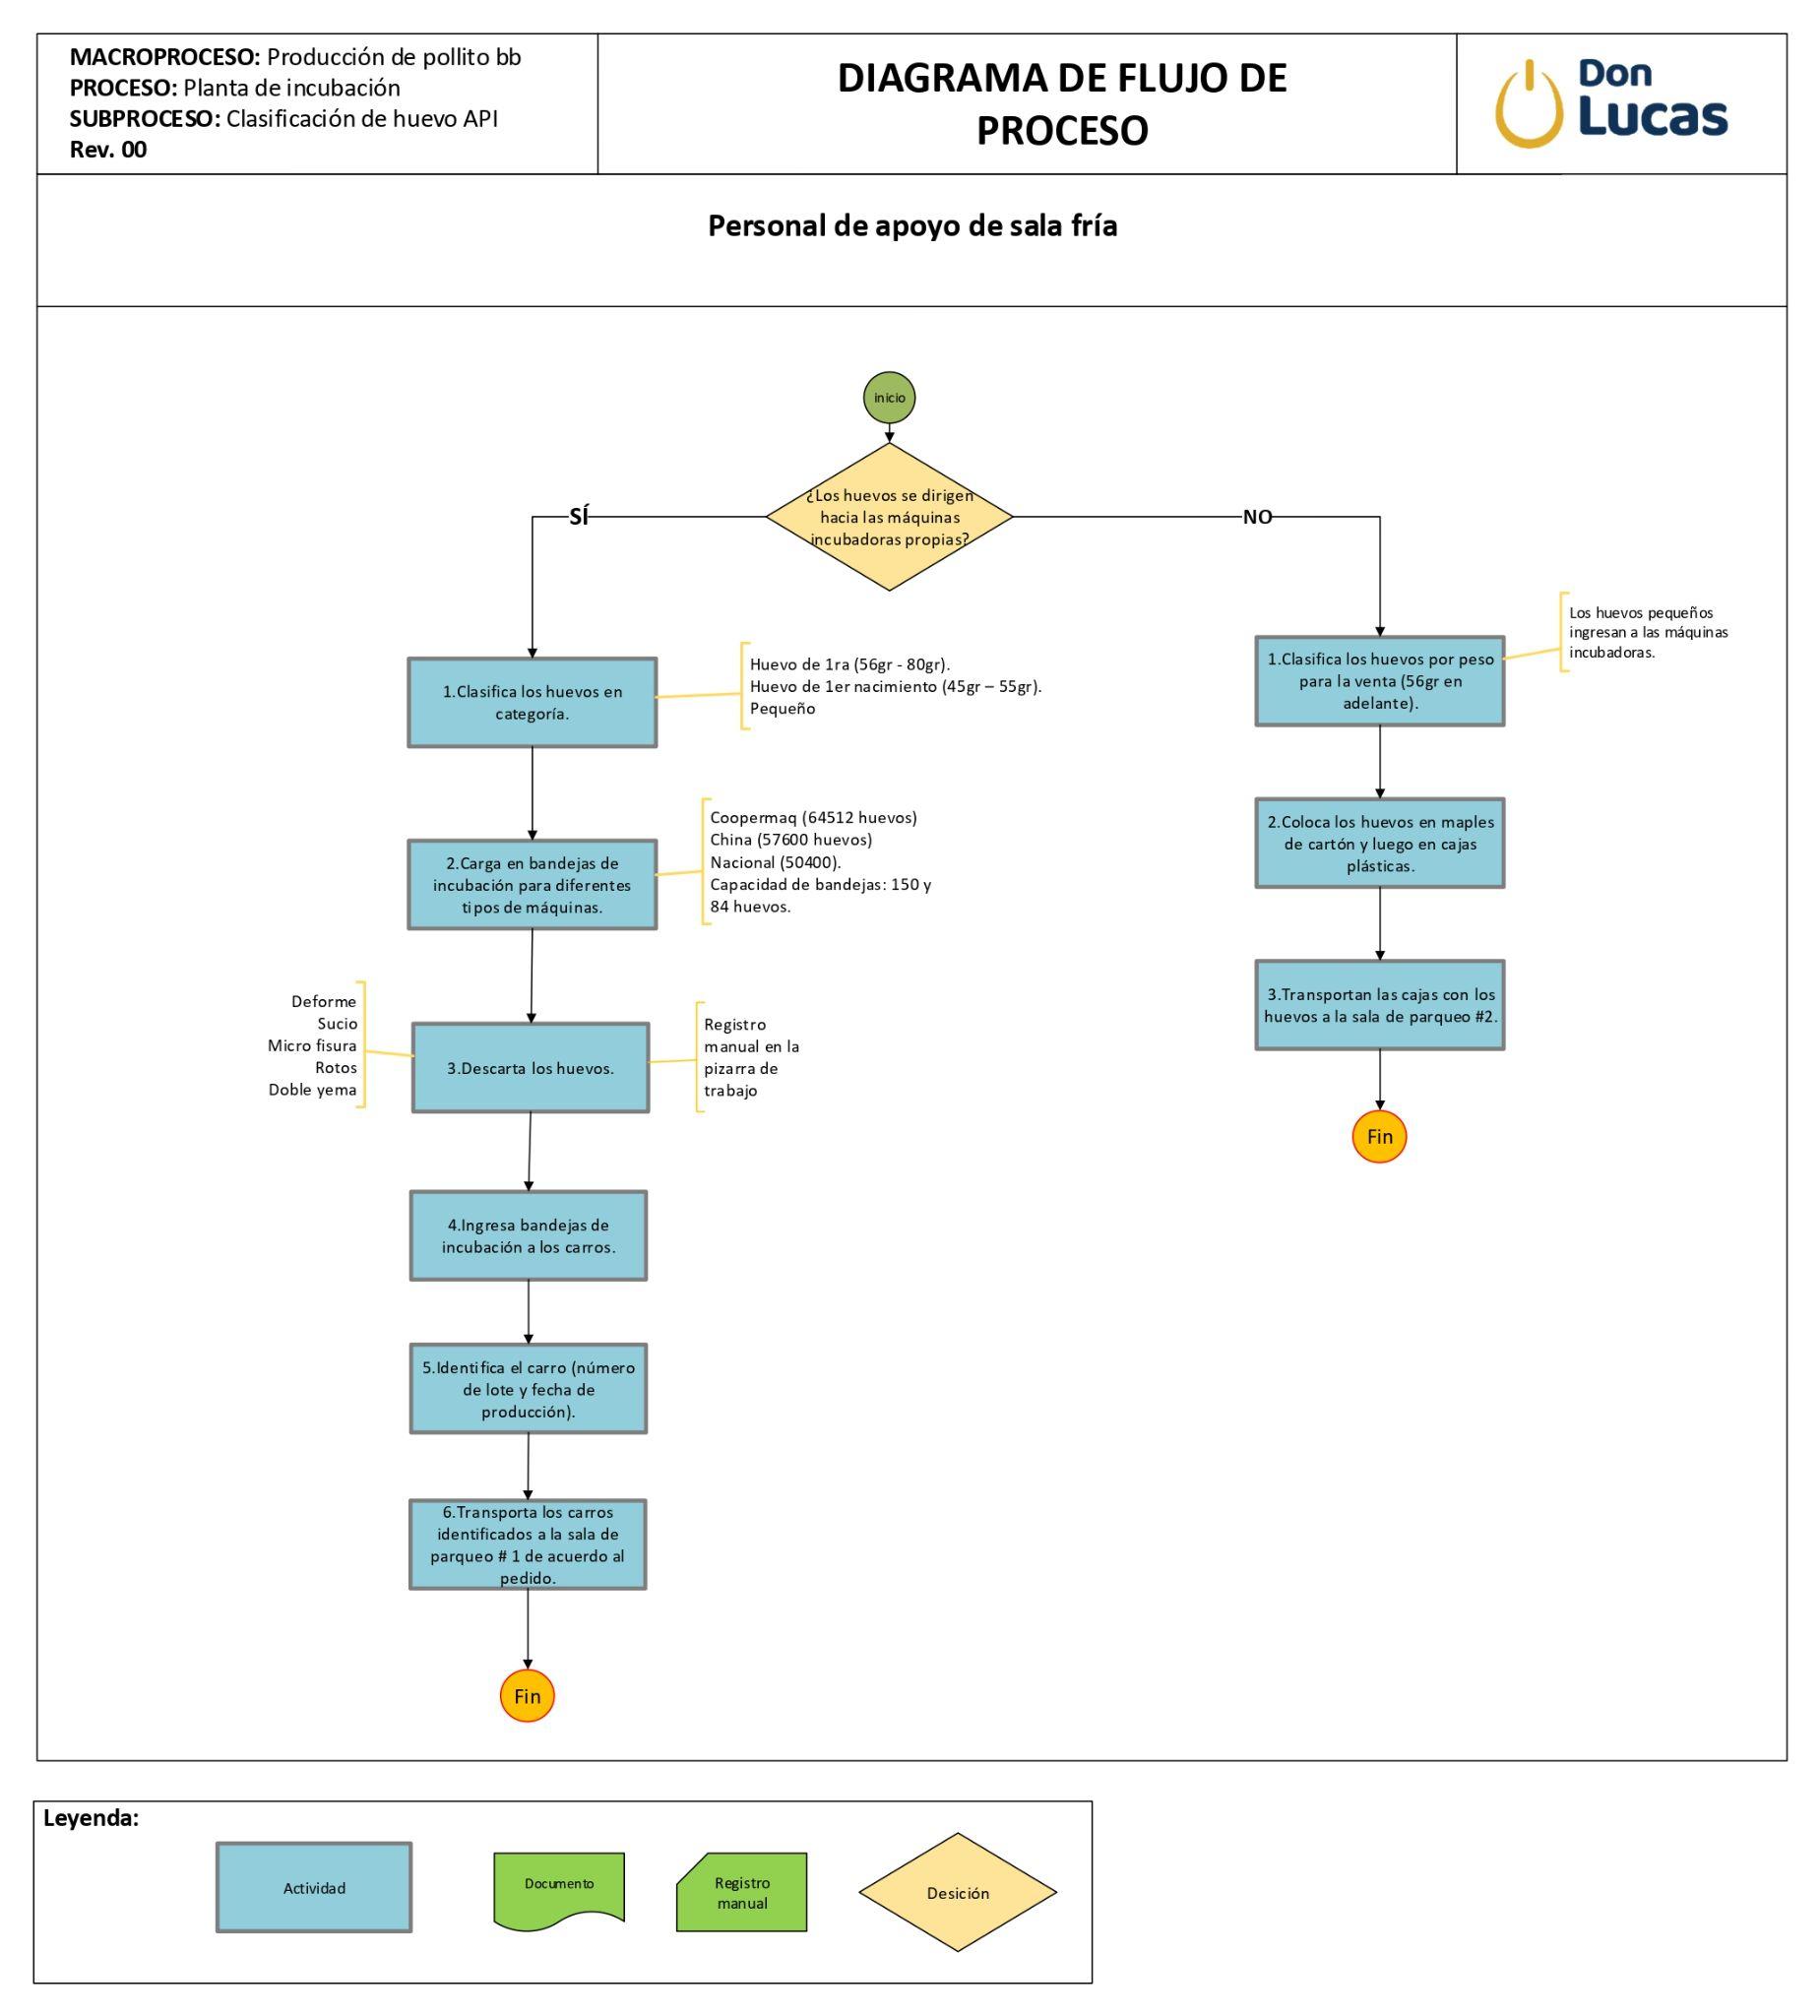 MACROPROCESO: Producción de pollito bb
PROCESO: Planta de incubación
SUBPROCESO: Clasificación de huevo API
Rev. 00
DIAGRAMA DE FLUJO DE
PROCESO
Don
Lucas
Personal de apoyo de sala fría
inicio
¿Los huevos se dirigen
hacia las máquinas
incubadoras propias?
SÍ
NO
1.Clasifica los huevos en
categoría.
Huevo de 1ra (56gr - 80gr).
Huevo de 1er nacimiento (45gr – 55gr).
Pequeño
2.Carga en bandejas de
incubación para diferentes
tipos de máquinas.
Coopermaq (64512 huevos)
China (57600 huevos)
Nacional (50400).
Capacidad de bandejas: 150 y
84 huevos.
Deforme
Sucio
Micro fisura
Rotos
Doble yema
3.Descarta los huevos.
Registro
manual en la
pizarra de
trabajo
4.Ingresa bandejas de
incubación a los carros.
5.Identifica el carro (número
de lote y fecha de
producción).
6.Transporta los carros
identificados a la sala de
parqueo # 1 de acuerdo al
pedido.
Fin
1.Clasifica los huevos por peso
para la venta (56gr en
adelante).
Los huevos pequeños
ingresan a las máquinas
incubadoras.
2.Coloca los huevos en maples
de cartón y luego en cajas
plásticas.
3.Transportan las cajas con los
huevos a la sala de parqueo #2.
Fin
Leyenda:
Actividad
Documento
Registro
manual
Desición